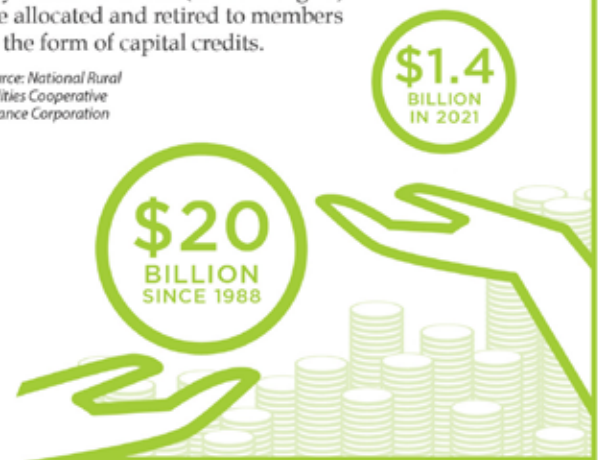 allocated and retired to members
the form of capital credits.
National Rural
Cooperative
Corporation
$1.4
BILLION
IN 2021
$20
BILLION
SINCE 1988